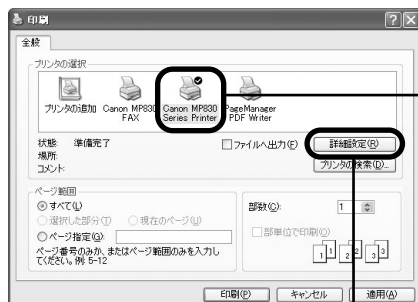 印刷
全般
プリンタの選択
プリンタの追加
Canon MP830 FAX
Canon MP830 Series Printer
PageManager PDF Writer
状態: 準備完了
場所:
コメント:
ファイルへ出力(F)
詳細設定(R)
プリンタの検索(D)...
ページ範囲
すべて(L)
選択した部分(T)
現在のページ(U)
ページ指定(G):
ページ番号のみか、またはページ範囲のみを入力し
てください。例: 5-12
部数(C):
1
部単位で印刷(O)
1 1 2 2 3 3
印刷(P)
キャンセル
適用(A)